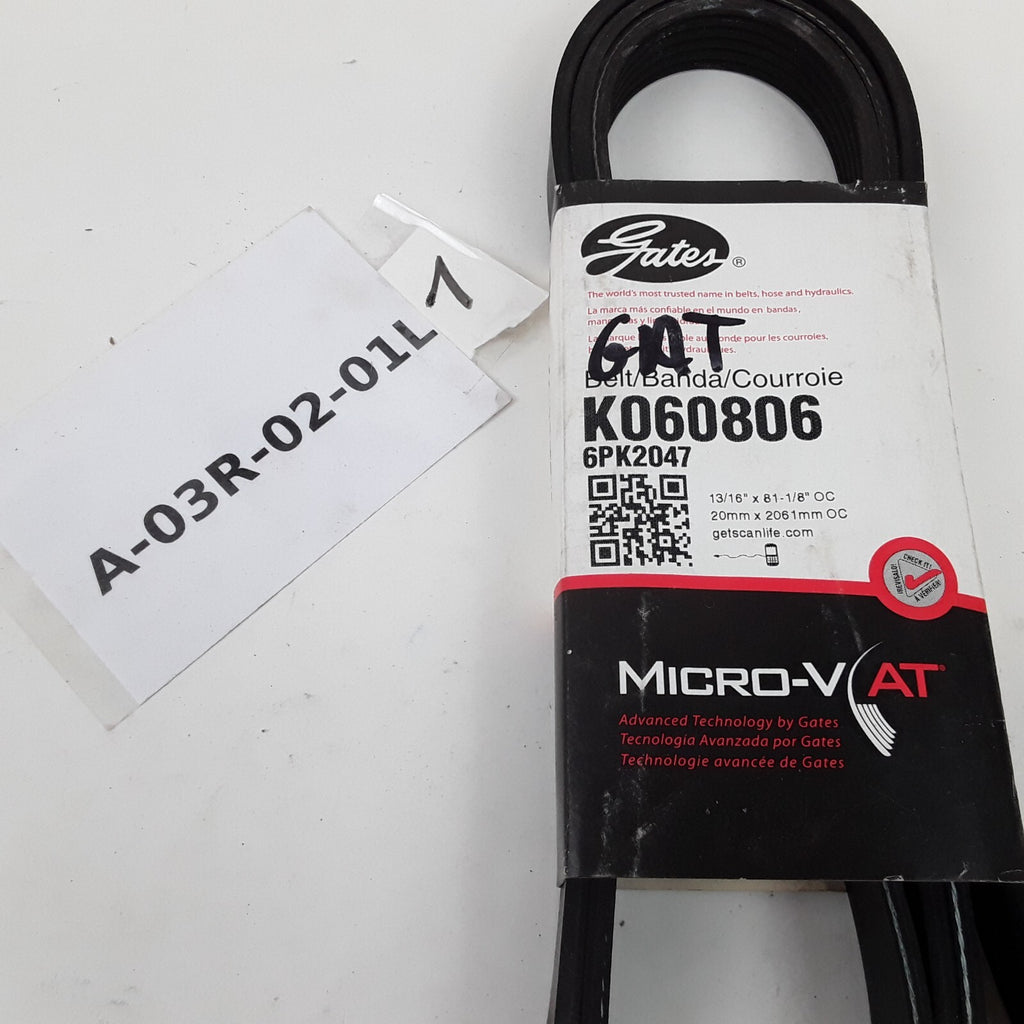 1
A-03R-02-01L
Gates®
The world's most trusted name in belts, hose and hydraulics.
La marca más confiable en el mundo en bandas,
GAT
Belt/Banda/Courroie
K060806
6PK2047
13/16" x 81-1/8" OC
20mm x 2061mm OC
getscanlife.com
CHECK IT!
¡REVISALO!
À VÉRIFIER!
MICRO-V AT®
Advanced Technology by Gates
Tecnología Avanzada por Gates
Technologie avancée de Gates